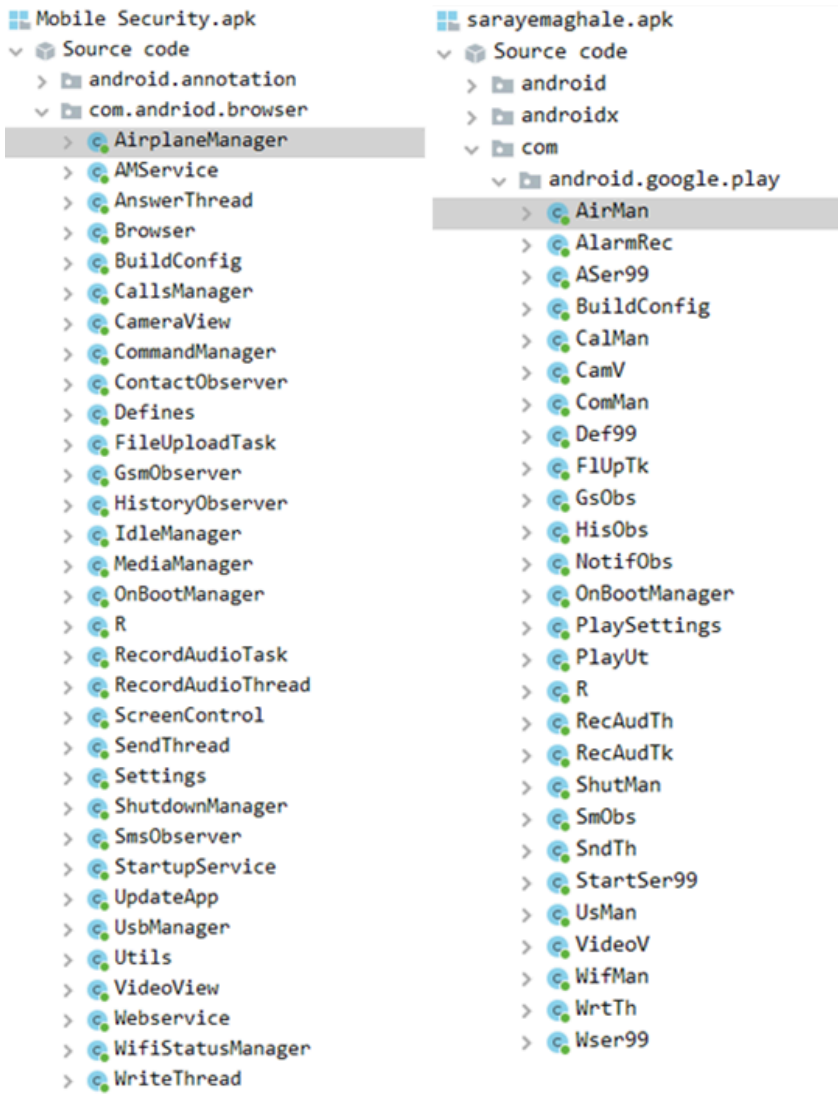 Mobile Security.apk
Source code
android.annotation
com.andriod.browser
AirplaneManager
AMService
AnswerThread
Browser
BuildConfig
CallsManager
CameraView
CommandManager
ContactObserver
Defines
FileUploadTask
GsmObserver
HistoryObserver
IdleManager
MediaManager
OnBootManager
R
RecordAudioTask
RecordAudioThread
ScreenControl
SendThread
Settings
ShutdownManager
SmsObserver
StartupService
UpdateApp
UsbManager
Utils
VideoView
Webservice
WifiStatusManager
WriteThread
sarayemaghale.apk
Source code
android
androidx
com
android.google.play
AirMan
AlarmRec
ASer99
BuildConfig
CalMan
CamV
ComMan
Def99
FlUpTk
GsObs
HisObs
NotifObs
OnBootManager
PlaySettings
PlayUt
R
RecAudTh
RecAudTk
ShutMan
SmObs
SndTh
StartSer99
UsMan
VideoV
WifMan
WrtTh
Wser99